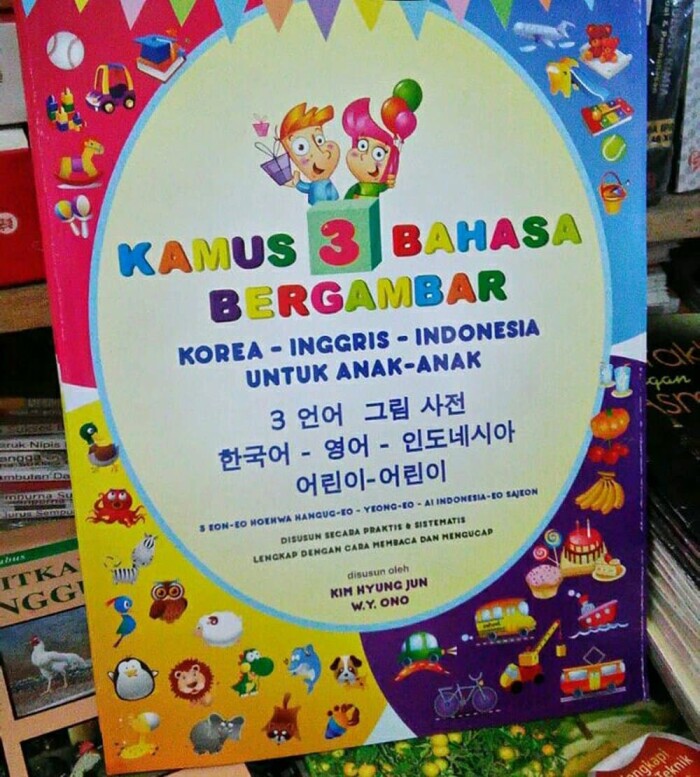 KAMUS 3 BAHASA
BERGAMBAR
KOREA - INGGRIS - INDONESIA
UNTUK ANAK-ANAK
3 언어 그림 사전
한국어 - 영어 - 인도네시아
어린이-어린이
3 EON-EO HOEHWA HANGUG-EO - YEONG-EO - AI INDONESIA-EO SAJEON
DISUSUN SECARA PRAKTIS & SISTEMATIS
LENGKAP DENGAN CARA MEMBACA DAN MENGUCAP
disusun oleh
KIM HYUNG JUN
W.Y. ONO